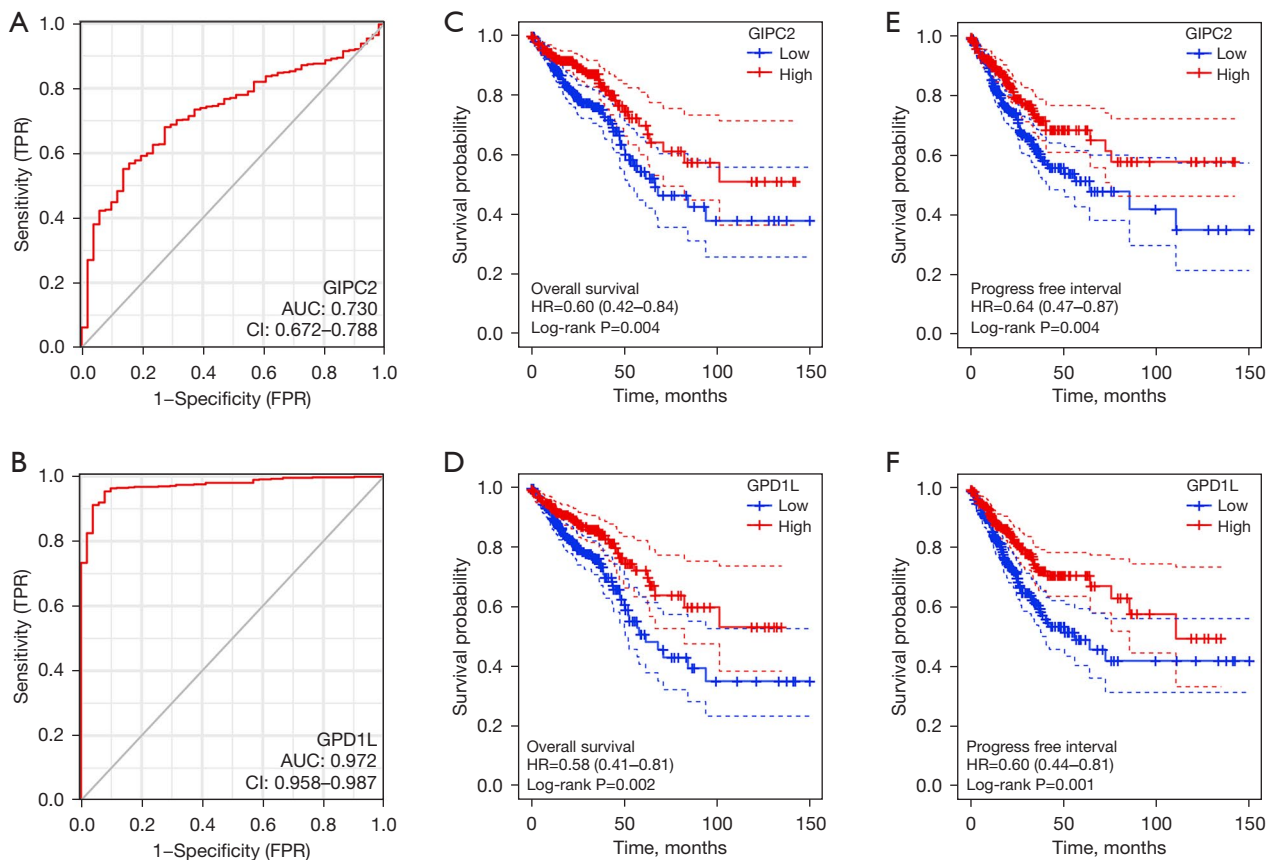 A
1.0
0.8
0.6
0.4
0.2
0.0
Sensitivity (TPR)
GIPC2
AUC: 0.730
CI: 0.672–0.788
0.0 0.2 0.4 0.6 0.8 1.0
1–Specificity (FPR)
C
1.0
0.8
0.6
0.4
0.2
0.0
Survival probability
GIPC2
Low
High
Overall survival
HR=0.60 (0.42–0.84)
Log-rank P=0.004
0 50 100 150
Time, months
E
1.0
0.8
0.6
0.4
0.2
0.0
Survival probability
GIPC2
Low
High
Progress free interval
HR=0.64 (0.47–0.87)
Log-rank P=0.004
0 50 100 150
Time, months
B
1.0
0.8
0.6
0.4
0.2
0.0
Sensitivity (TPR)
GPD1L
AUC: 0.972
CI: 0.958–0.987
0.0 0.2 0.4 0.6 0.8 1.0
1–Specificity (FPR)
D
1.0
0.8
0.6
0.4
0.2
0.0
Survival probability
GPD1L
Low
High
Overall survival
HR=0.58 (0.41–0.81)
Log-rank P=0.002
0 50 100 150
Time, months
F
1.0
0.8
0.6
0.4
0.2
0.0
Survival probability
GPD1L
Low
High
Progress free interval
HR=0.60 (0.44–0.81)
Log-rank P=0.001
0 50 100 150
Time, months